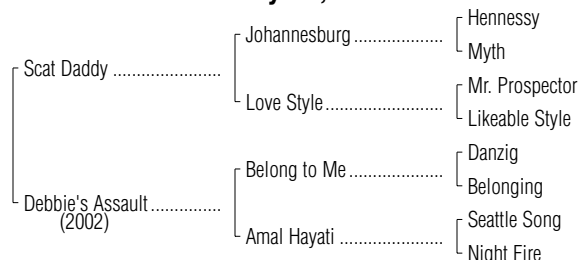 Hennessy
Johannesburg ....................
Myth
Scat Daddy ........................
Mr. Prospector
Love Style..........................
Likeable Style
Danzig
Belong to Me.....................
Belonging
Debbie's Assault...............
(2002)
Seattle Song
Amal Hayati .......................
Night Fire